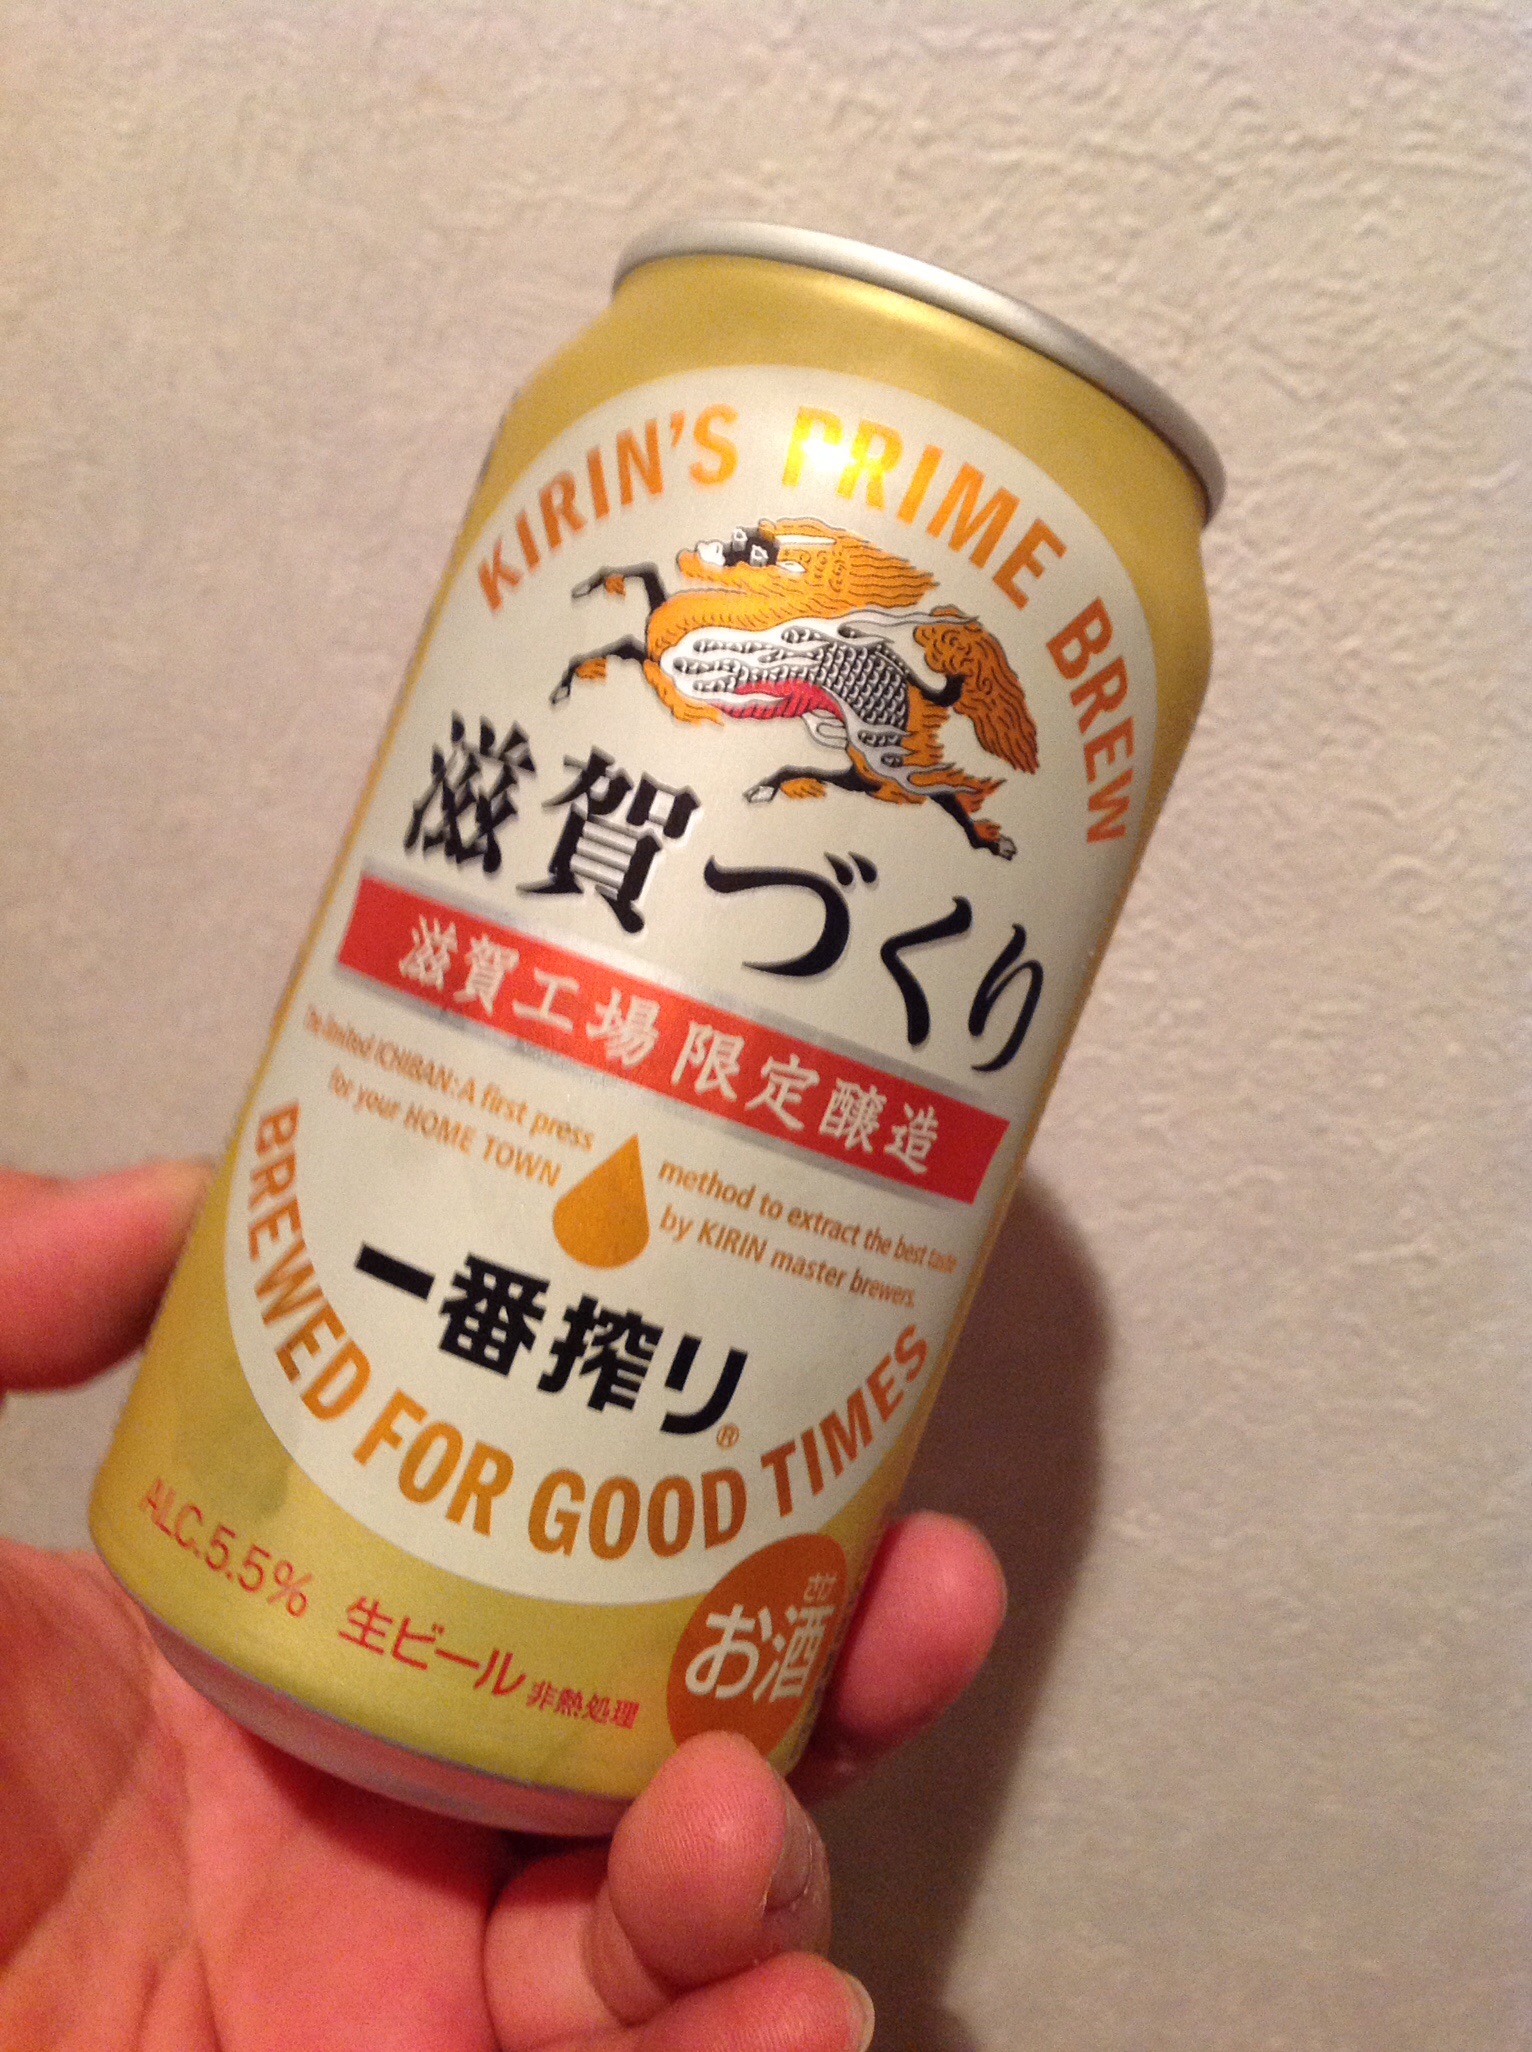 KIRIN'S PRIME BREW
滋賀づくり
滋賀工場 限定醸造
The limited ICHIBAN: A first press
for your HOME TOWN
method to extract the best taste
by KIRIN master brewers.
一番搾り®
BREWED FOR GOOD TIMES
ALC.5.5% 生ビール 非熱処理
お酒